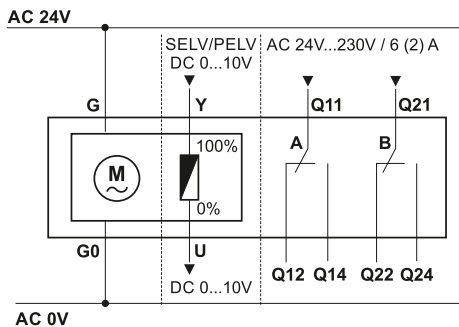 AC 24V
SELV/PELV
DC 0...10V
AC 24V...230V / 6 (2) A
G
Y
Q11
Q21
100%
A
B
M
0%
G0
U
Q12
Q14
Q22
Q24
DC 0...10V
AC 0V